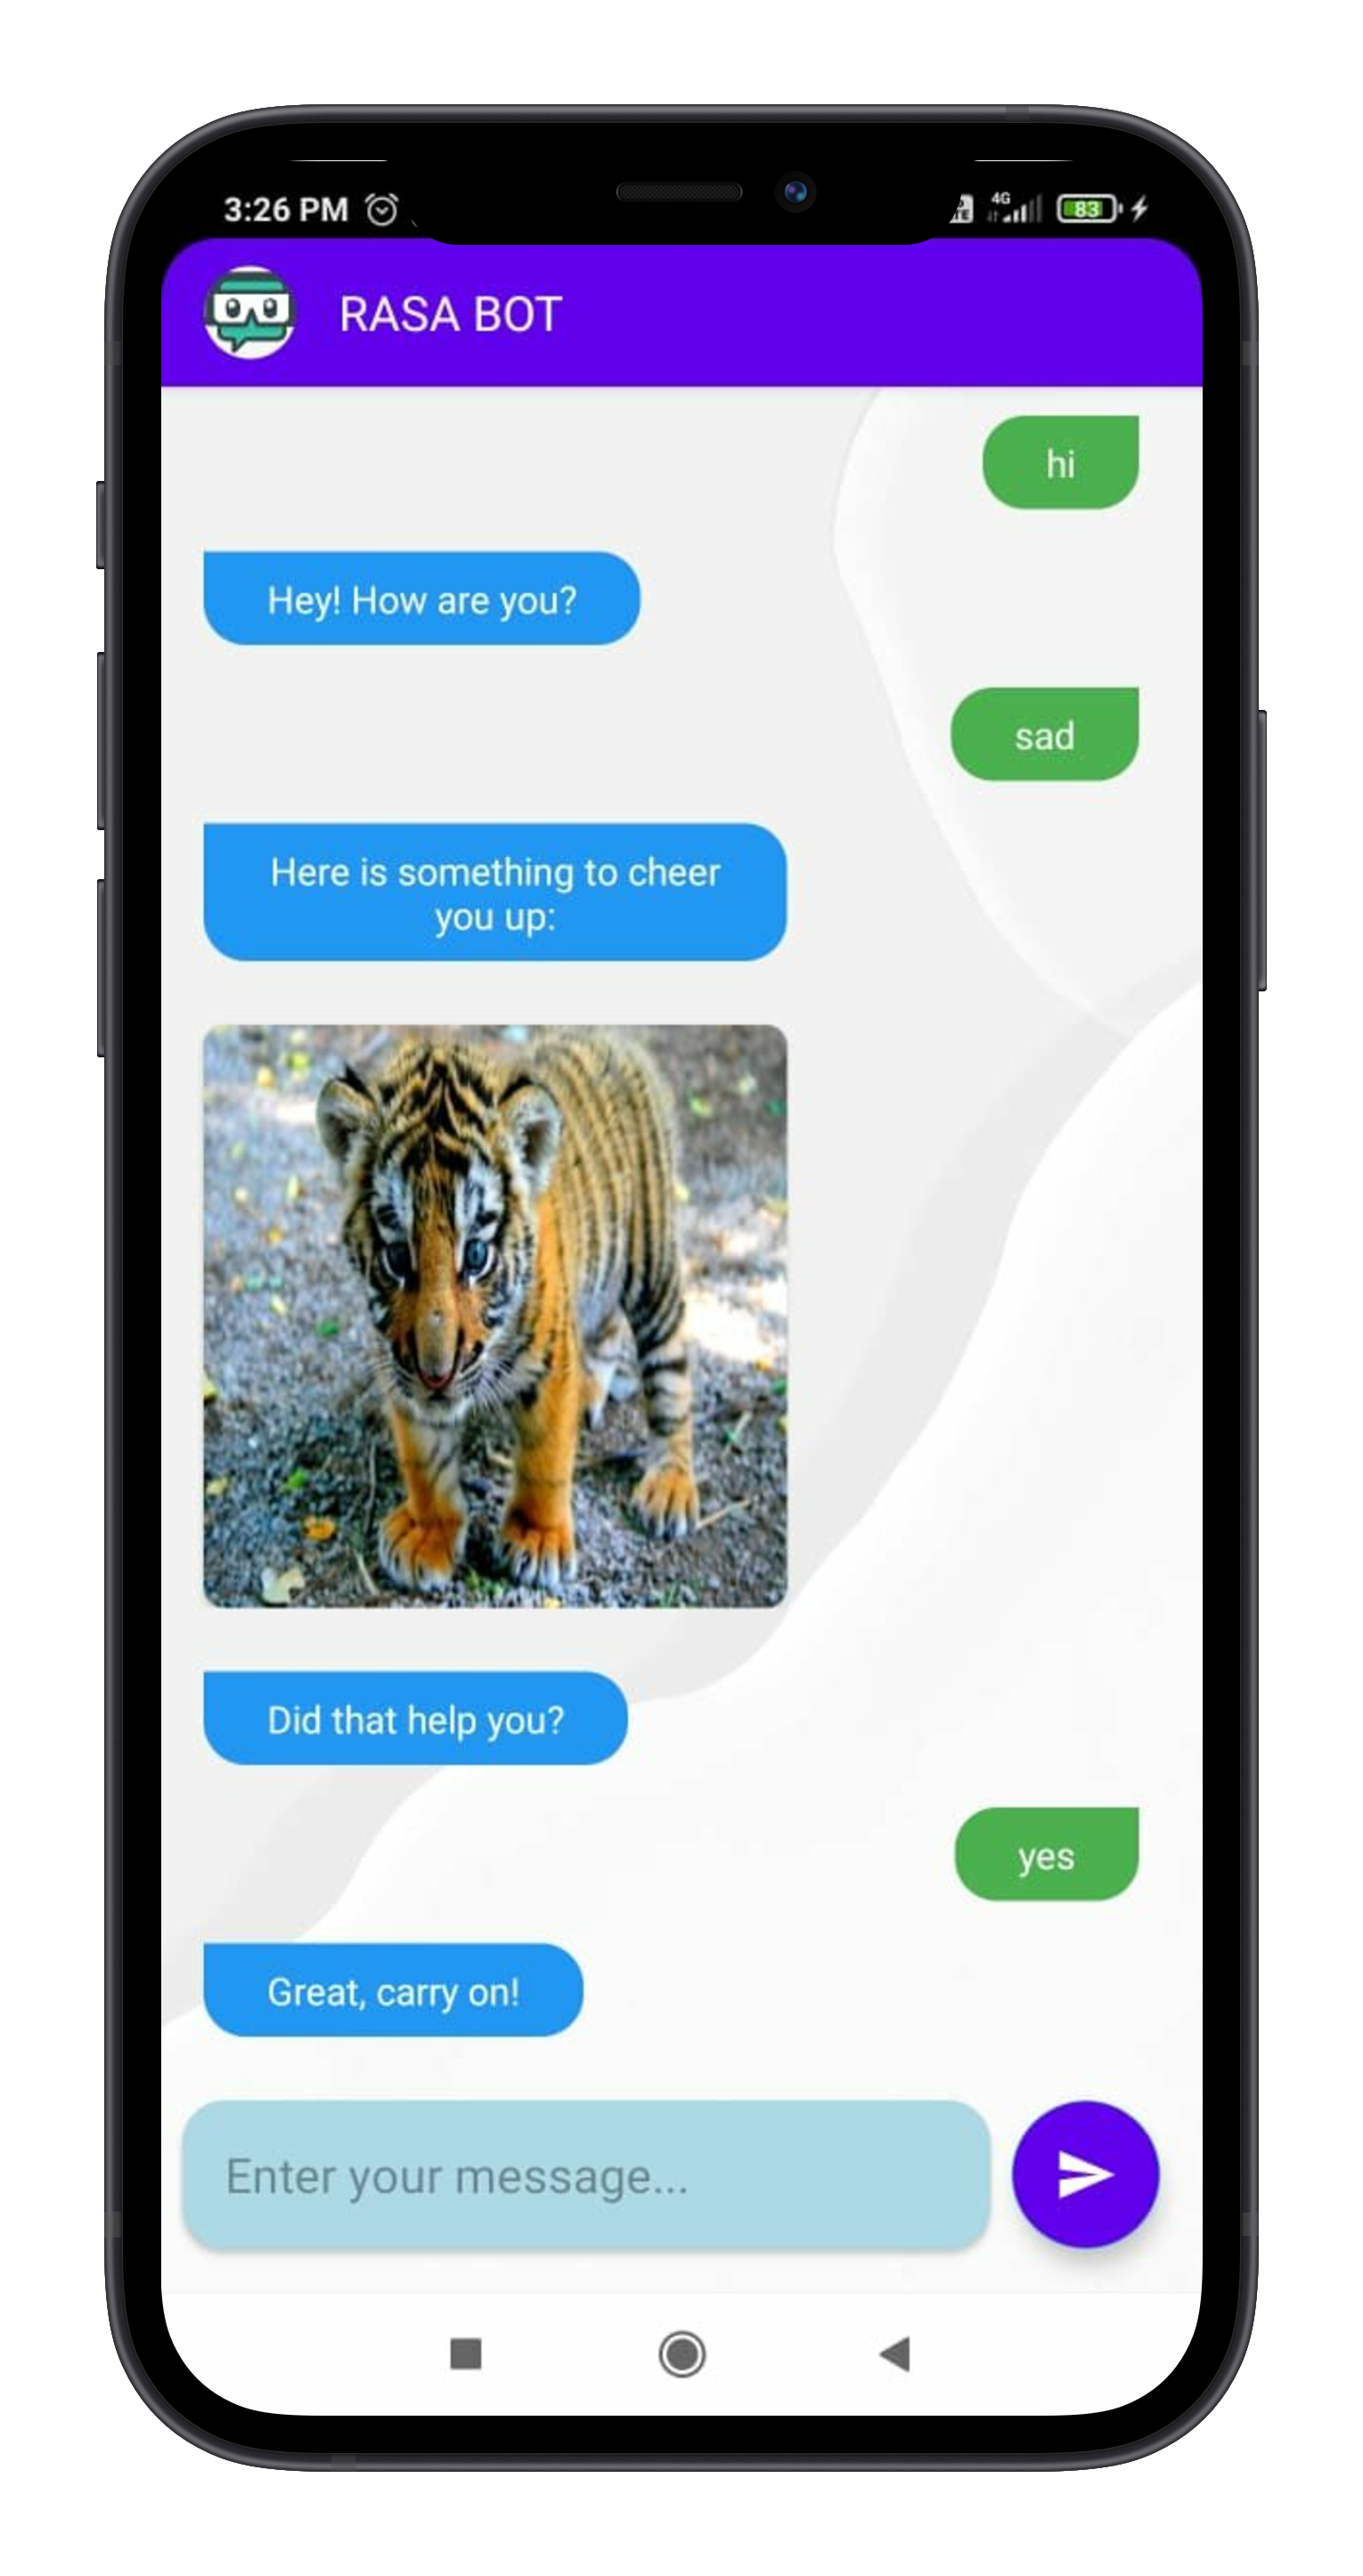 3:26 PM
4G
83
RASA BOT
hi
Hey! How are you?
sad
Here is something to cheer
you up:
Did that help you?
yes
Great, carry on!
Enter your message...